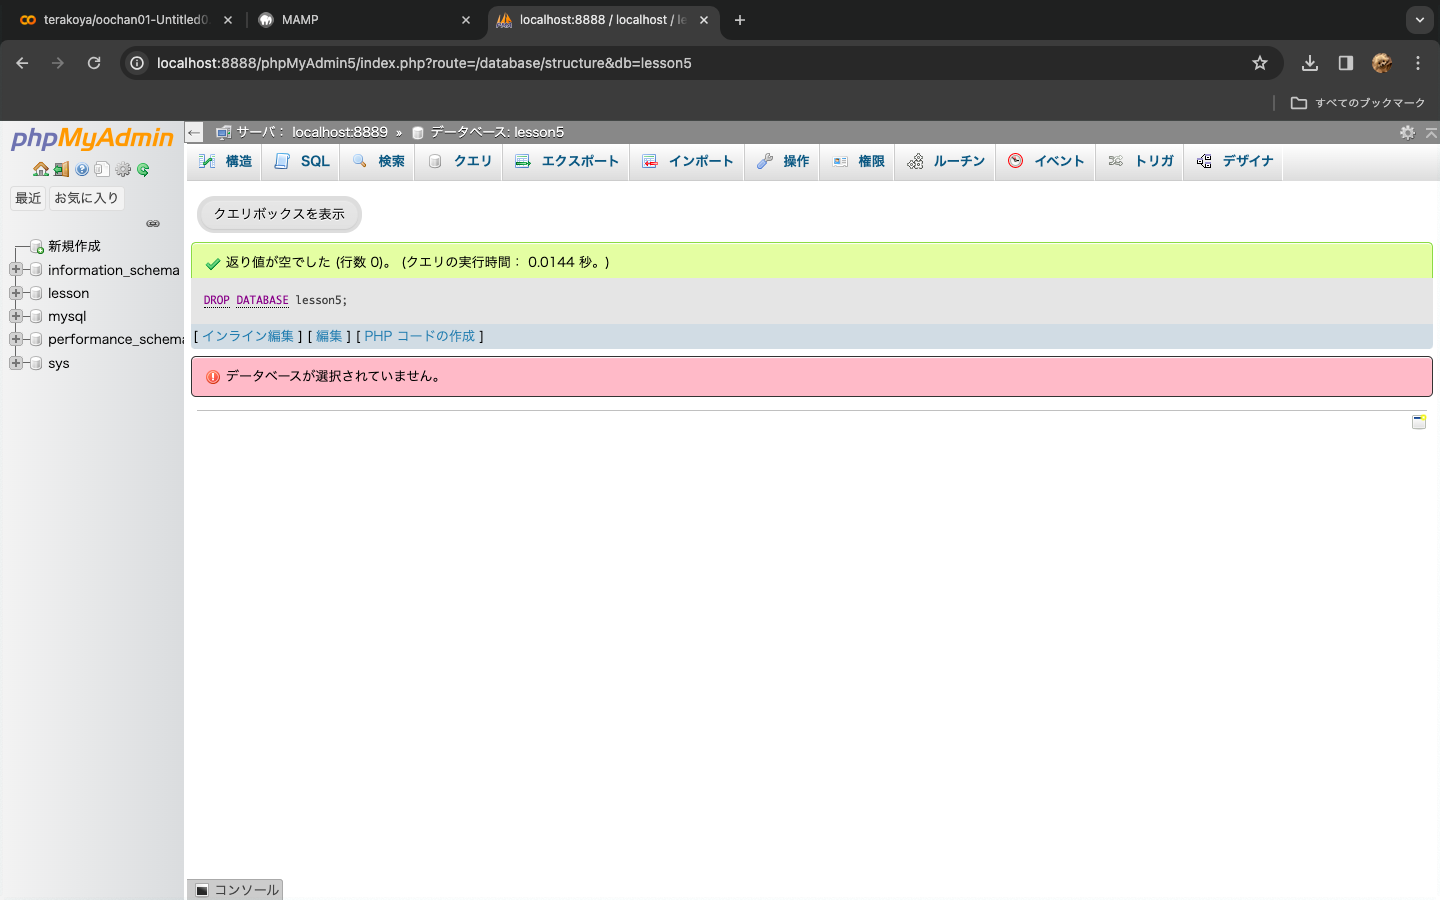 terakoya/oochan01-Untitled0.
MAMP
localhost:8888 / localhost / le
localhost:8888/phpMyAdmin5/index.php?route=/database/structure&db=lesson5
すべてのブックマーク
phpMyAdmin
最近 お気に入り
新規作成
information_schema
lesson
mysql
performance_schema
sys
サーバ: localhost:8889 » データベース: lesson5
構造 SQL 検索 クエリ エクスポート インポート 操作 権限 ルーチン イベント トリガ デザイナ
クエリボックスを表示
返り値が空でした (行数 0)。 (クエリの実行時間: 0.0144 秒。)
DROP DATABASE lesson5;
[ インライン編集 ] [ 編集 ] [ PHP コードの作成 ]
データベースが選択されていません。
コンソール